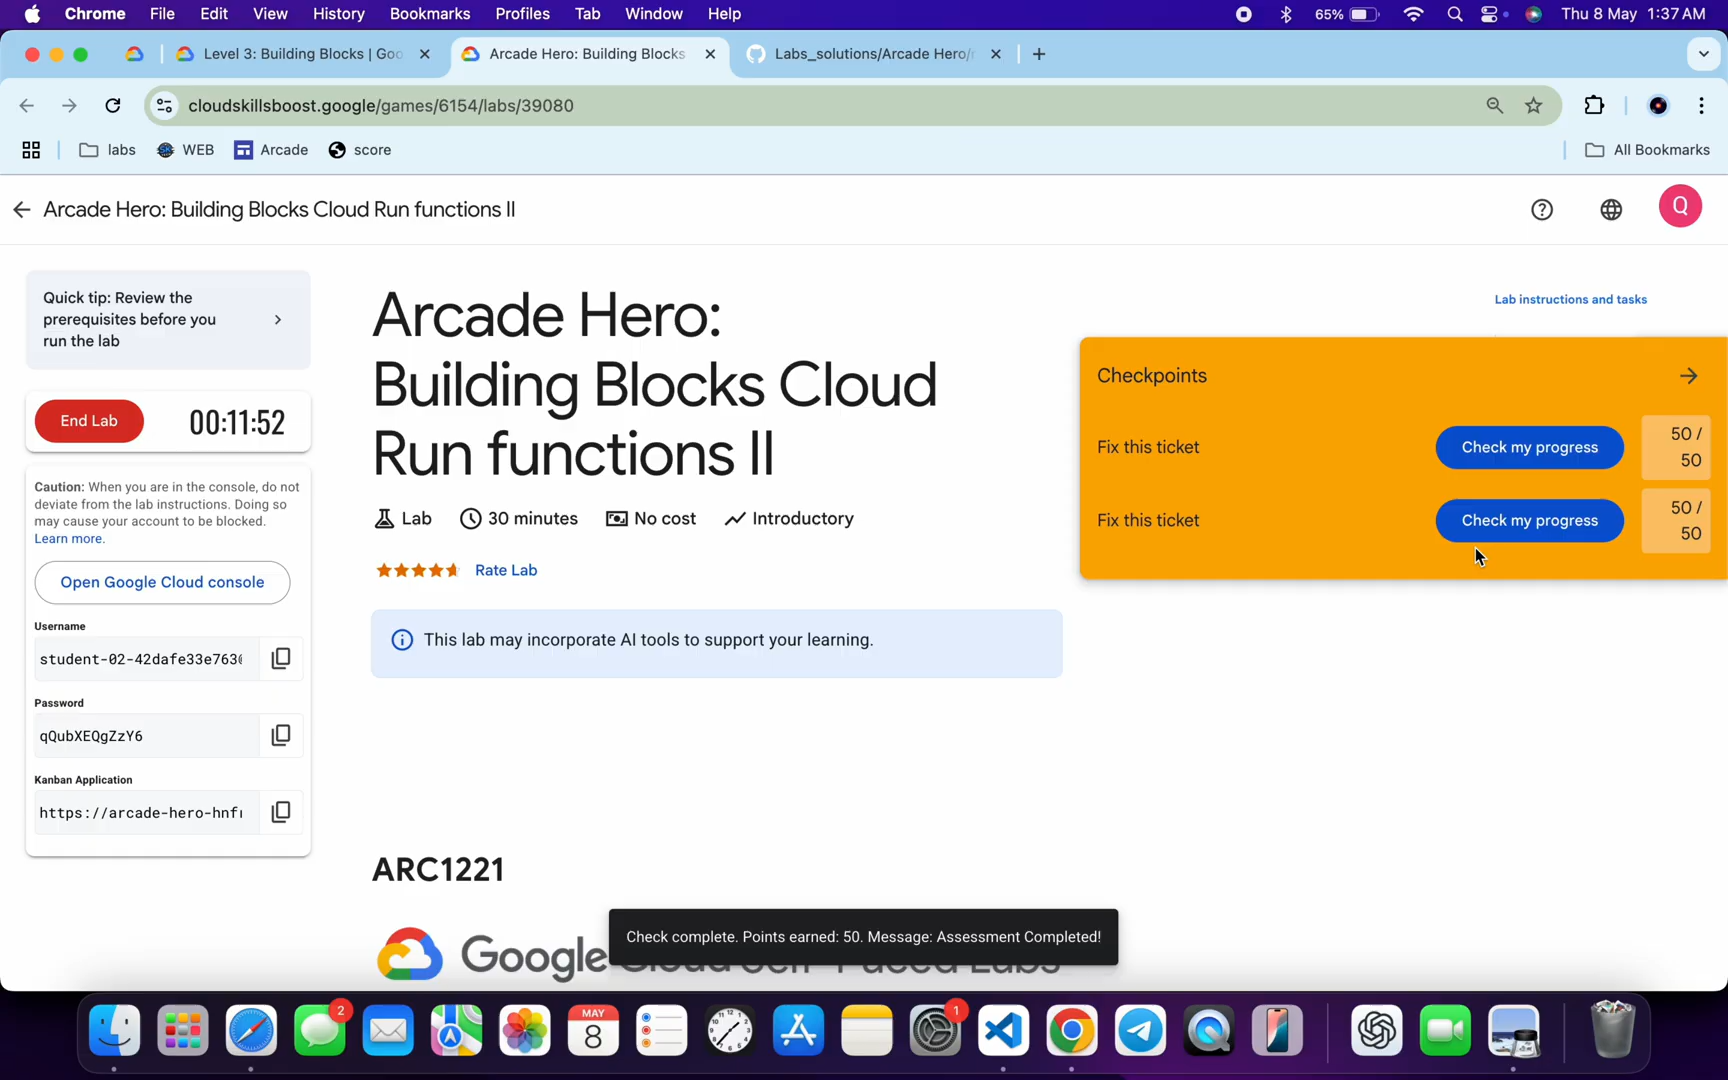 Chrome File Edit View History Bookmarks Profiles Tab Window Help 65% Thu 8 May 1:37 AM
Level 3: Building Blocks | Goo Arcade Hero: Building Blocks Labs_solutions/Arcade Hero/
cloudskillsboost.google/games/6154/labs/39080
labs WEB Arcade score All Bookmarks
Arcade Hero: Building Blocks Cloud Run functions II Q
Quick tip: Review the
prerequisites before you
run the lab
End Lab 00:11:52
Caution: When you are in the console, do not
deviate from the lab instructions. Doing so
may cause your account to be blocked.
Learn more.
Open Google Cloud console
Username
student-02-42dafe33e763
Password
qQubXEQgZzY6
Kanban Application
https://arcade-hero-hnf
Arcade Hero:
Building Blocks Cloud
Run functions II
Lab 30 minutes No cost Introductory
Rate Lab
This lab may incorporate AI tools to support your learning.
ARC1221
Google Cloud Self-Paced Labs
Check complete. Points earned: 50. Message: Assessment Completed!
Lab instructions and tasks
Checkpoints
Fix this ticket Check my progress 50 /
50
Fix this ticket Check my progress 50 /
50
2
MAY
8
1